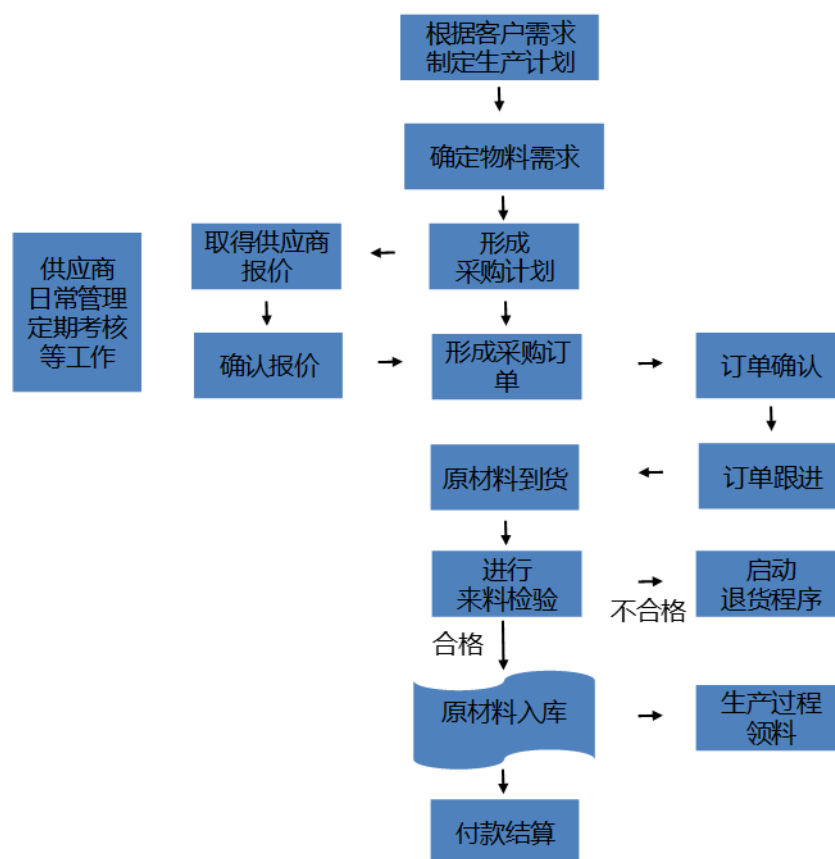 根据客户需求
制定生产计划
确定物料需求
供应商
日常管理
定期考核
等工作
取得供应商
报价
形成
采购计划
确认报价
形成采购订
单
订单确认
原材料到货
订单跟进
进行
来料检验
不合格
启动
退货程序
合格
原材料入库
生产过程
领料
付款结算